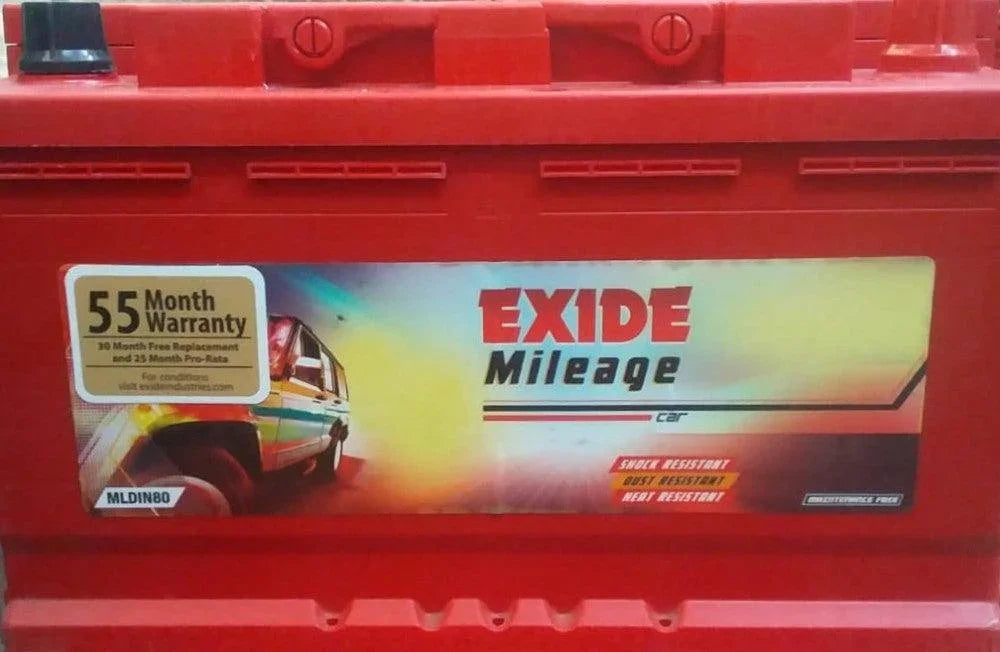 55 Month
Warranty
30 Month Free Replacement
and 25 Month Pro-Rata
For conditions
visit exideindustries.com
EXIDE
Mileage
car
SHOCK RESISTANT
DUST RESISTANT
HEAT RESISTANT
MLDIN80
MAINTENANCE FREE